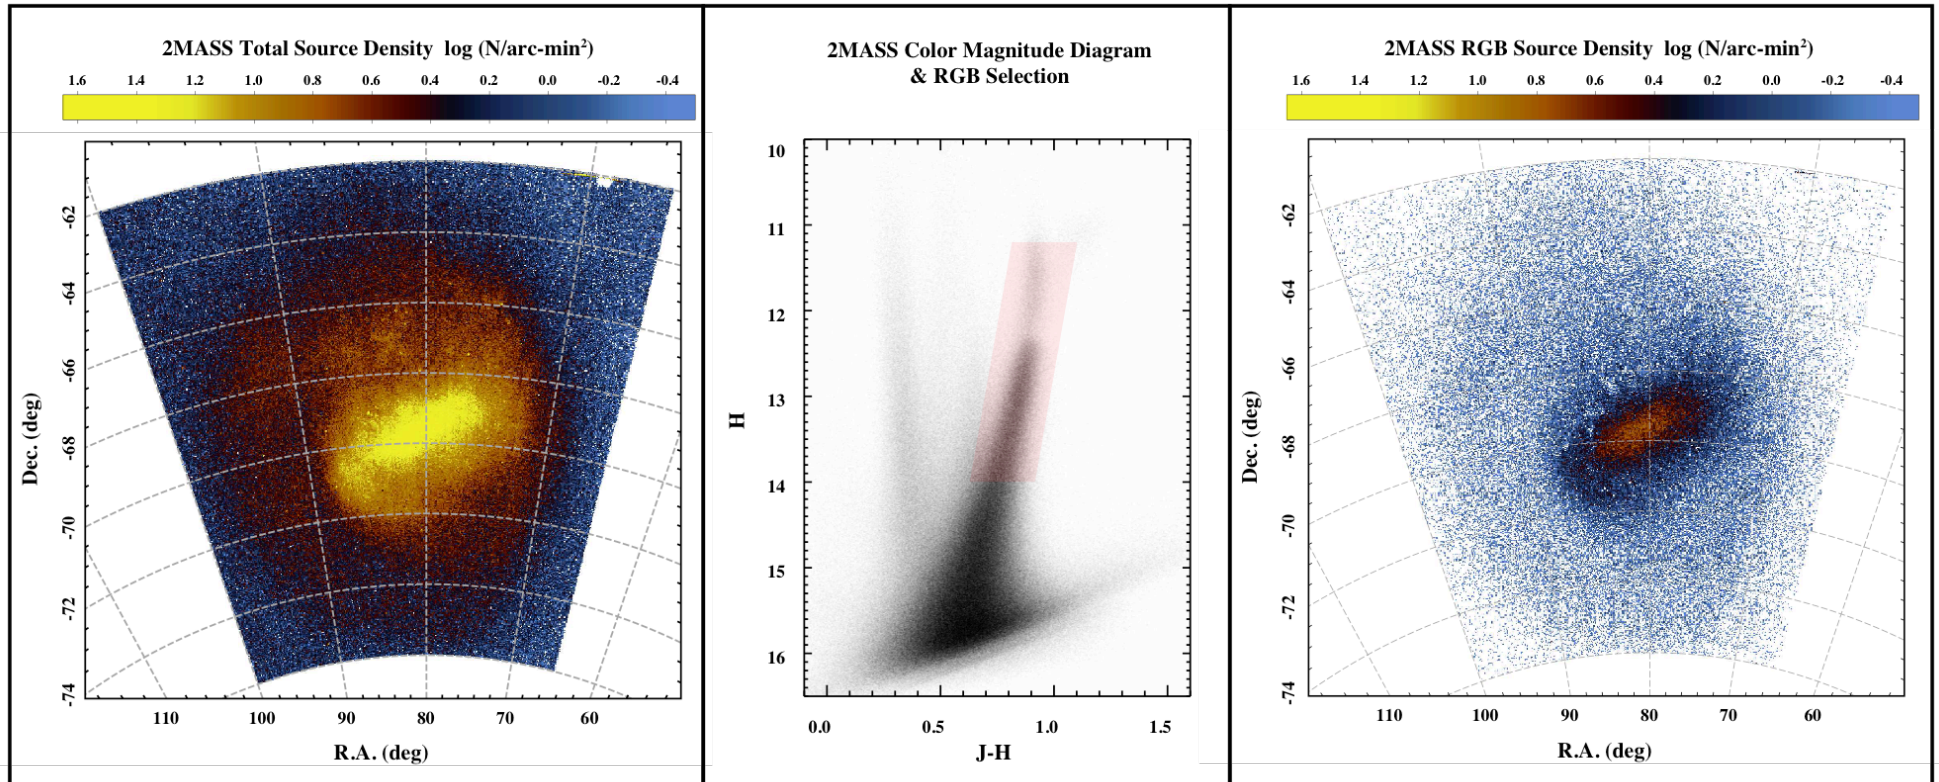 2MASS Total Source Density log (N/arc-min²)
1.6 1.4 1.2 1.0 0.8 0.6 0.4 0.2 0.0 -0.2 -0.4
-62
-64
-66
-68
-70
-72
-74
Dec. (deg)
110 100 90 80 70 60
R.A. (deg)
2MASS Color Magnitude Diagram
& RGB Selection
10
11
12
13
14
15
16
H
0.0 0.5 1.0 1.5
J-H
2MASS RGB Source Density log (N/arc-min²)
1.6 1.4 1.2 1.0 0.8 0.6 0.4 0.2 0.0 -0.2 -0.4
-62
-64
-66
-68
-70
-72
-74
Dec. (deg)
110 100 90 80 70 60
R.A. (deg)